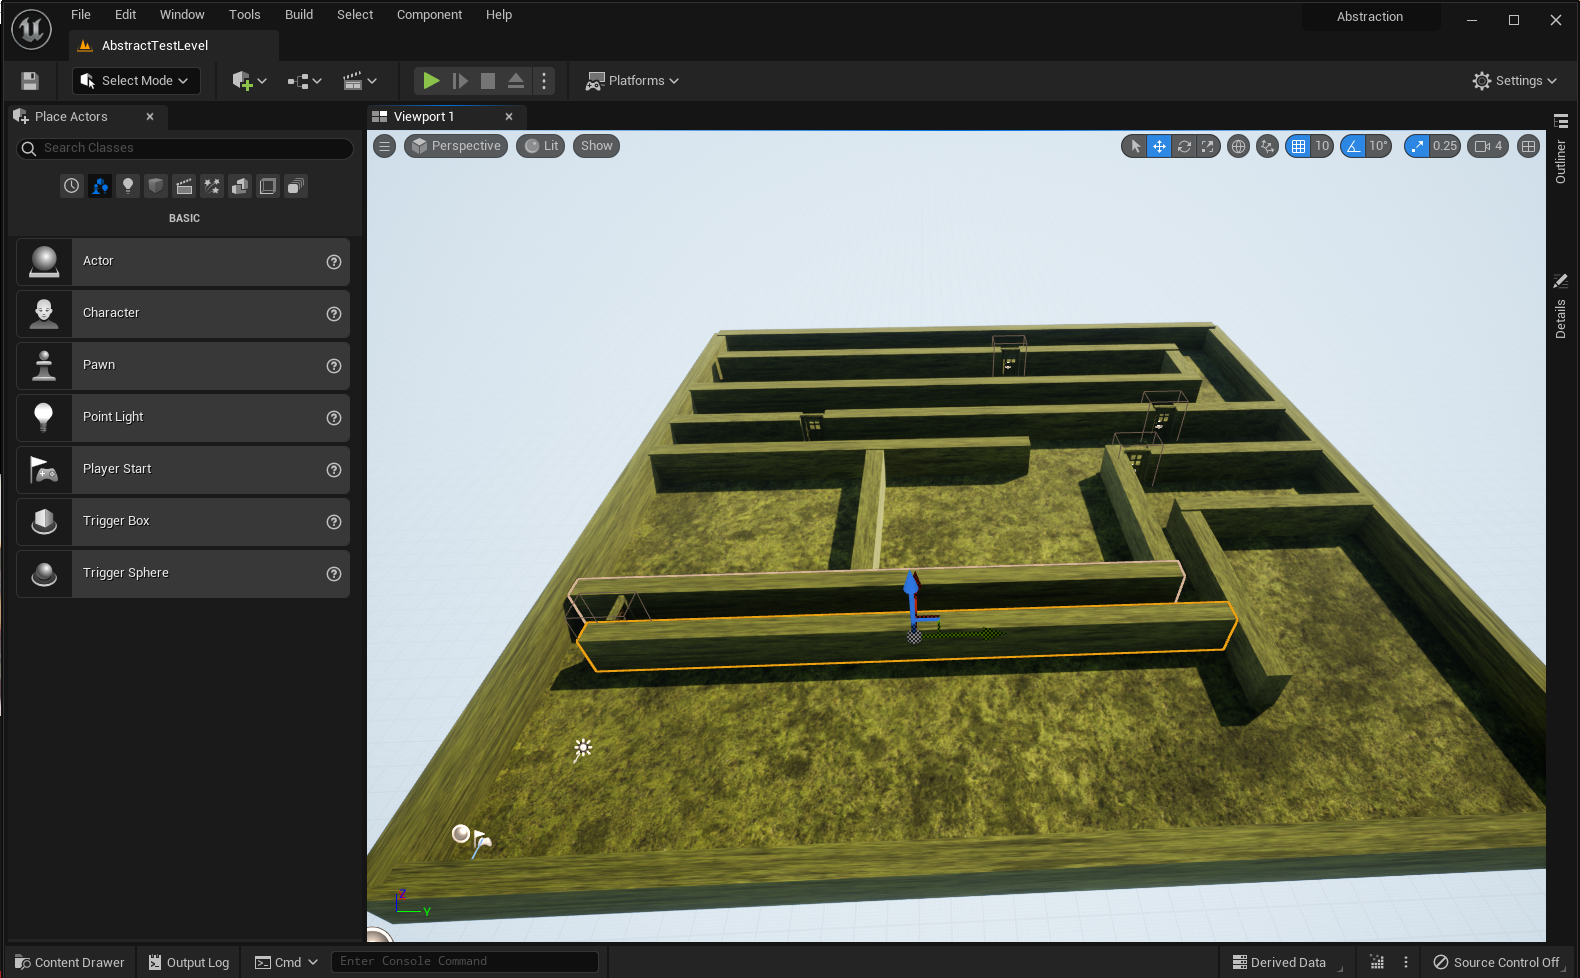 File Edit Window Tools Build Select Component Help
Abstraction
AbstractTestLevel
Select Mode
Platforms
Settings
Place Actors
Viewport 1
Search Classes
Perspective
Lit
Show
10
10°
0.25
4
Outliner
Details
BASIC
Actor
Character
Pawn
Point Light
Player Start
Trigger Box
Trigger Sphere
Z
Y
Content Drawer
Output Log
Cmd
Enter Console Command
Derived Data
Source Control Off